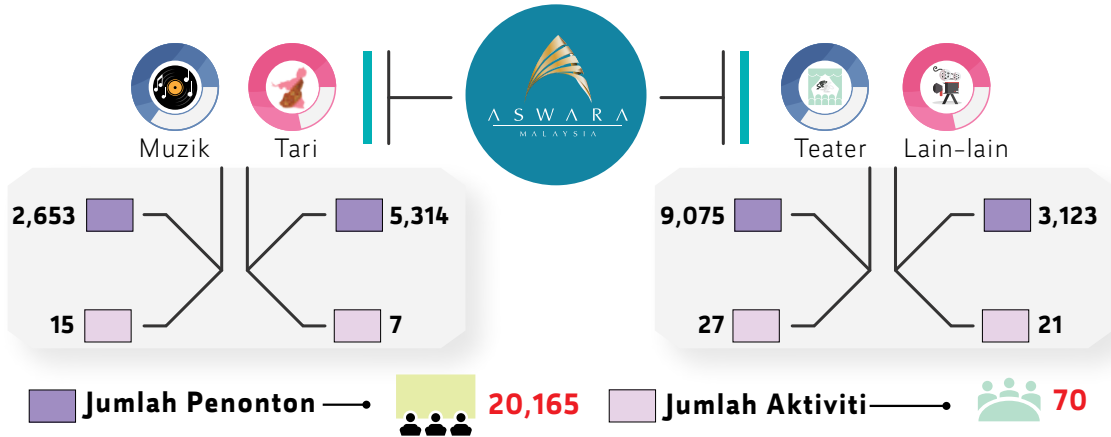 ASWARA
MALAYSIA
Muzik
Tari
Teater
Lain-lain
2,653
5,314
15
7
9,075
3,123
27
21
Jumlah Penonton
20,165
Jumlah Aktiviti
70